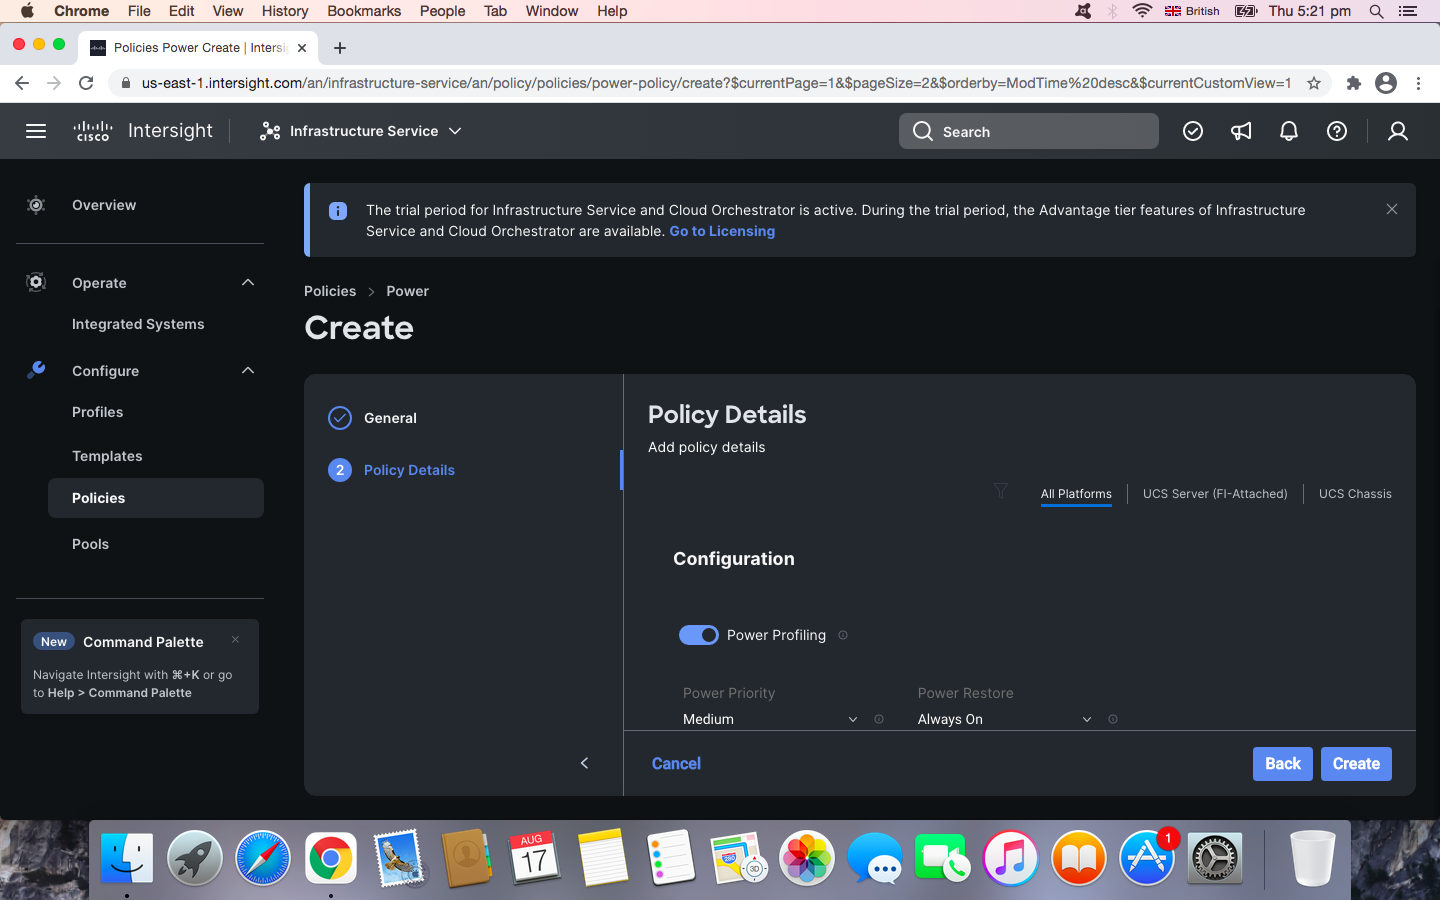 Chrome File Edit View History Bookmarks People Tab Window Help British Thu 5:21 pm
Policies Power Create | Intersi
us-east-1.intersight.com/an/infrastructure-service/an/policy/policies/power-policy/create?$currentPage=1&$pageSize=2&$orderby=ModTime%20desc&$currentCustomView=1
CISCO Intersight Infrastructure Service Search
Overview
Operate
Integrated Systems
Configure
Profiles
Templates
Policies
Pools
New Command Palette
Navigate Intersight with ⌘+K or go
to Help > Command Palette
The trial period for Infrastructure Service and Cloud Orchestrator is active. During the trial period, the Advantage tier features of Infrastructure
Service and Cloud Orchestrator are available. Go to Licensing
Policies > Power
Create
General
2 Policy Details
Policy Details
Add policy details
All Platforms UCS Server (FI-Attached) UCS Chassis
Configuration
Power Profiling
Power Priority Power Restore
Medium Always On
Cancel Back Create
AUG
17
280
3D
1